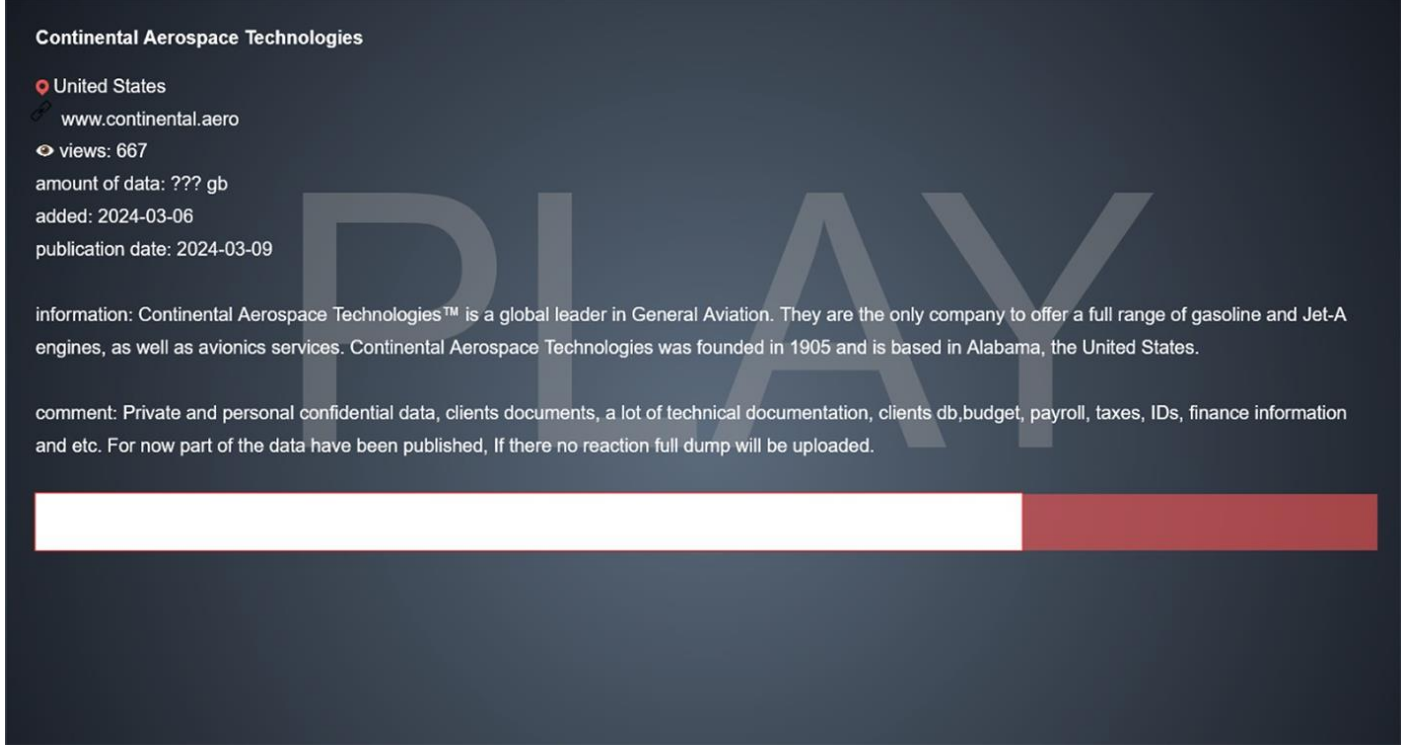 Continental Aerospace Technologies
United States
www.continental.aero
views: 667
amount of data: ??? gb
added: 2024-03-06
publication date: 2024-03-09
PLAY
information: Continental Aerospace Technologies™ is a global leader in General Aviation. They are the only company to offer a full range of gasoline and Jet-A
engines, as well as avionics services. Continental Aerospace Technologies was founded in 1905 and is based in Alabama, the United States.
comment: Private and personal confidential data, clients documents, a lot of technical documentation, clients db,budget, payroll, taxes, IDs, finance information
and etc. For now part of the data have been published, If there no reaction full dump will be uploaded.